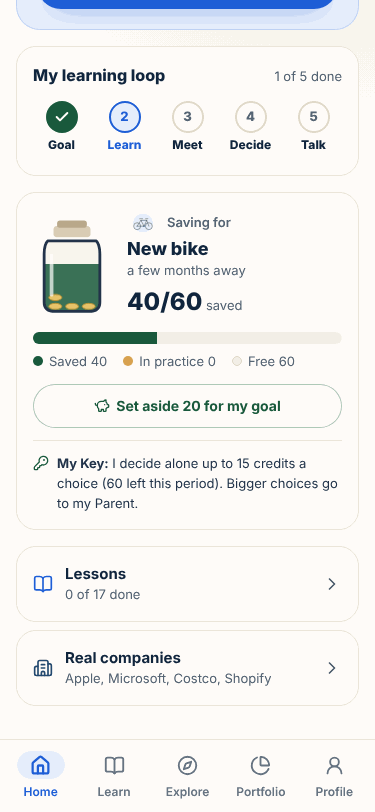 My learning loop
1 of 5 done
2
3
4
5
Goal
Learn
Meet
Decide
Talk
Saving for
New bike
a few months away
40/60 saved
Saved 40
In practice 0
Free 60
Set aside 20 for my goal
My Key: I decide alone up to 15 credits a
choice (60 left this period). Bigger choices go
to my Parent.
Lessons
0 of 17 done
Real companies
Apple, Microsoft, Costco, Shopify
Home
Learn
Explore
Portfolio
Profile